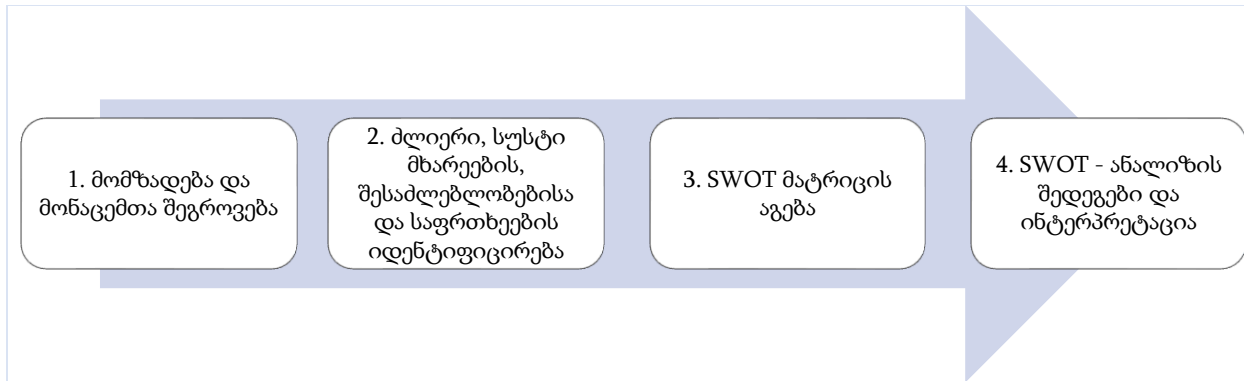 1. მომზადება და
მონაცემთა შეგროვება
2. ძლიერი, სუსტი
მხარეების,
შესაძლებლობებისა
და საფრთხეების
იდენტიფიცირება
3. SWOT მატრიცის
აგება
4. SWOT - ანალიზის
შედეგები და
ინტერპრეტაცია